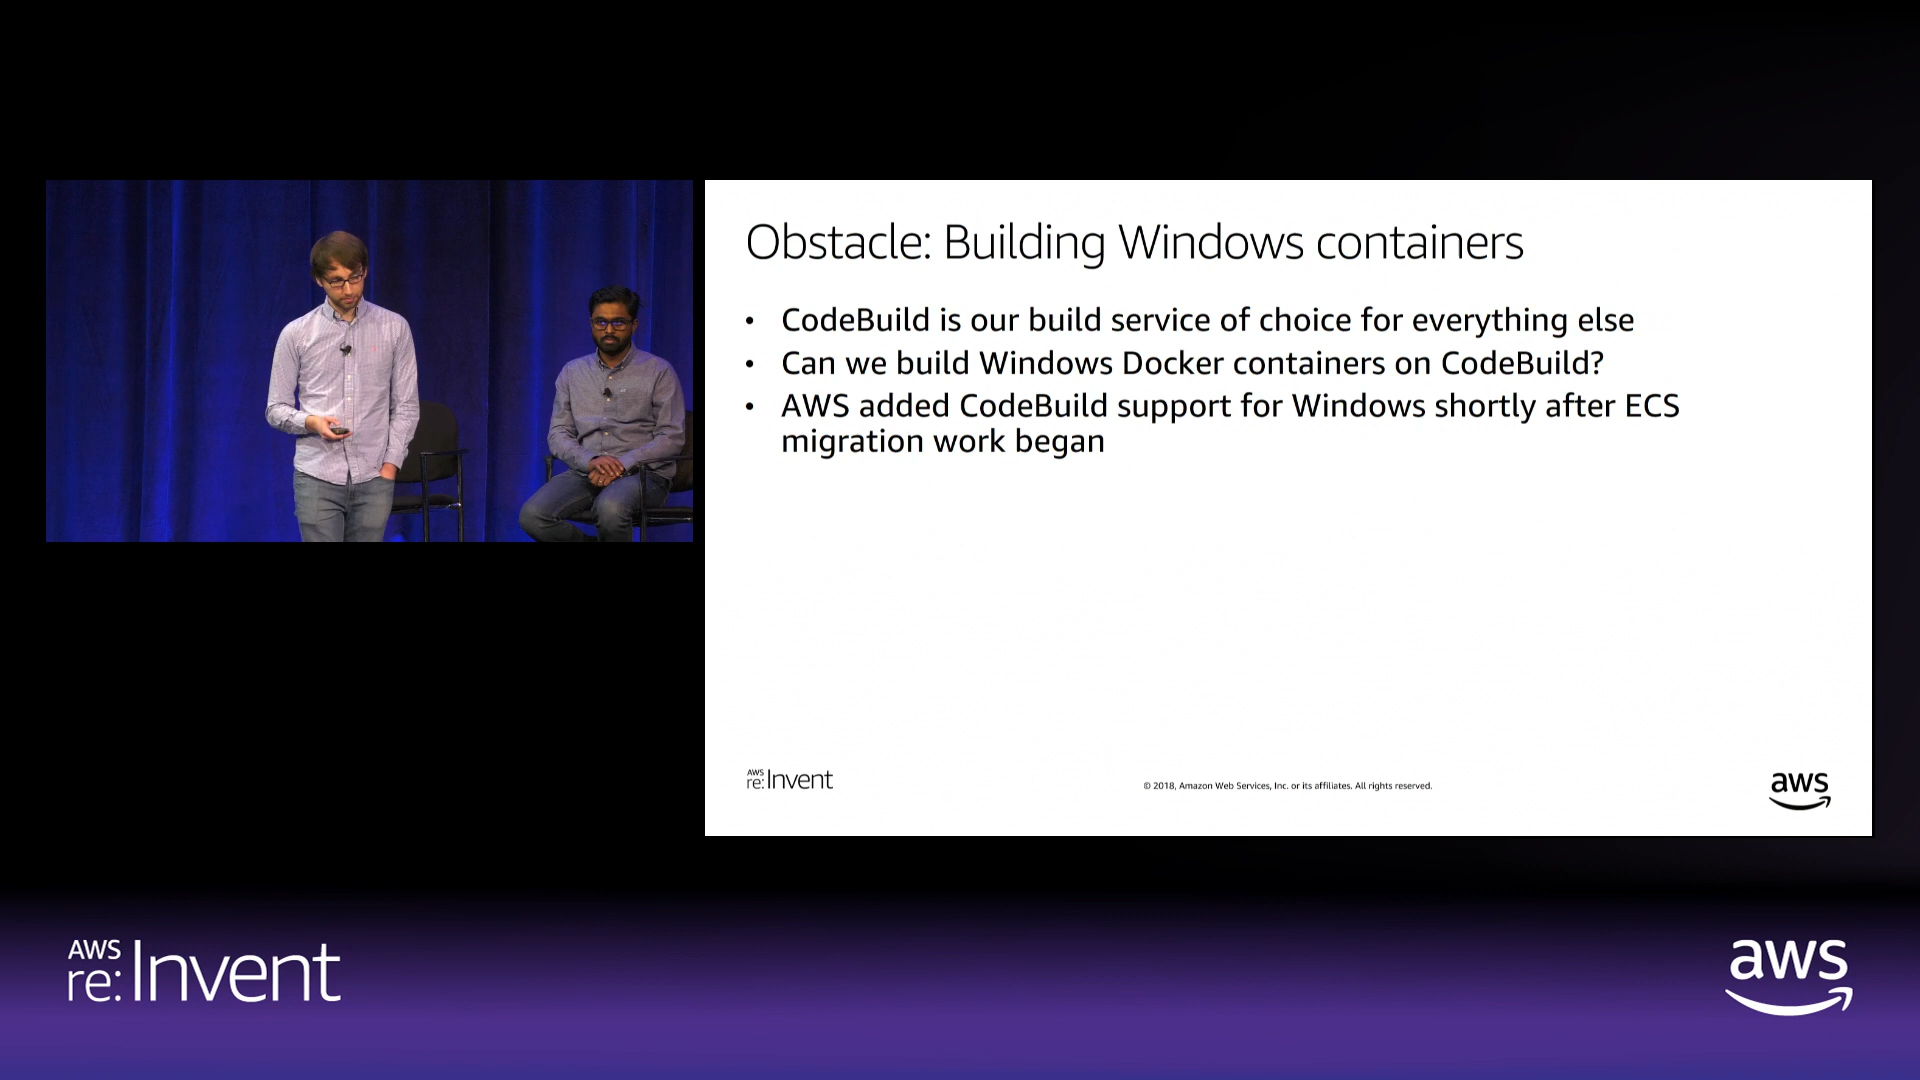 Obstacle: Building Windows containers
• CodeBuild is our build service of choice for everything else
• Can we build Windows Docker containers on CodeBuild?
• AWS added CodeBuild support for Windows shortly after ECS
migration work began
AWS
re:Invent
© 2018, Amazon Web Services, Inc. or its affiliates. All rights reserved.
aws
AWS
re:Invent
aws